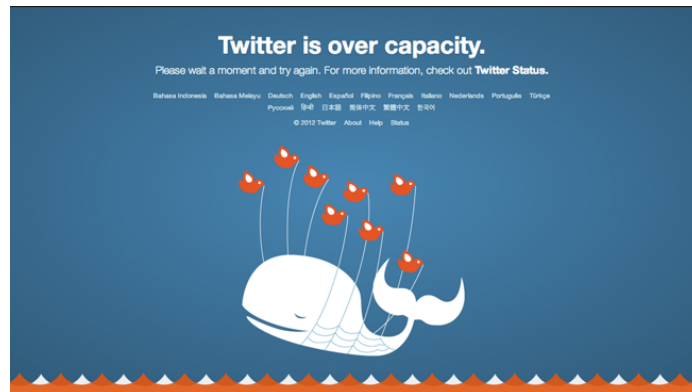 Twitter is over capacity.
Please wait a moment and try again. For more information, check out Twitter Status.
Bahasa Indonesia Bahasa Melayu Deutsch English Español Filipino Français Italiano Nederlands Português Türkçe
Русский हिन्दी 日本語 简体中文 繁體中文 한국어
© 2012 Twitter About Help Status